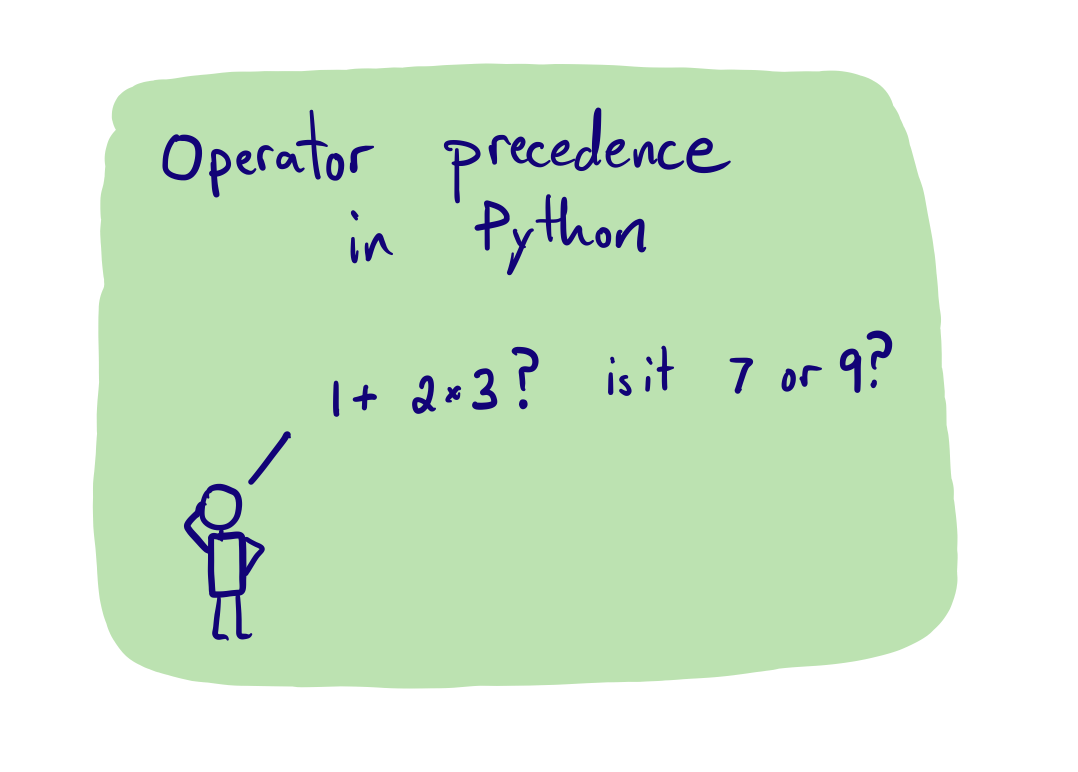 Operator precedence
in Python
1 + 2 * 3? is it 7 or 9?